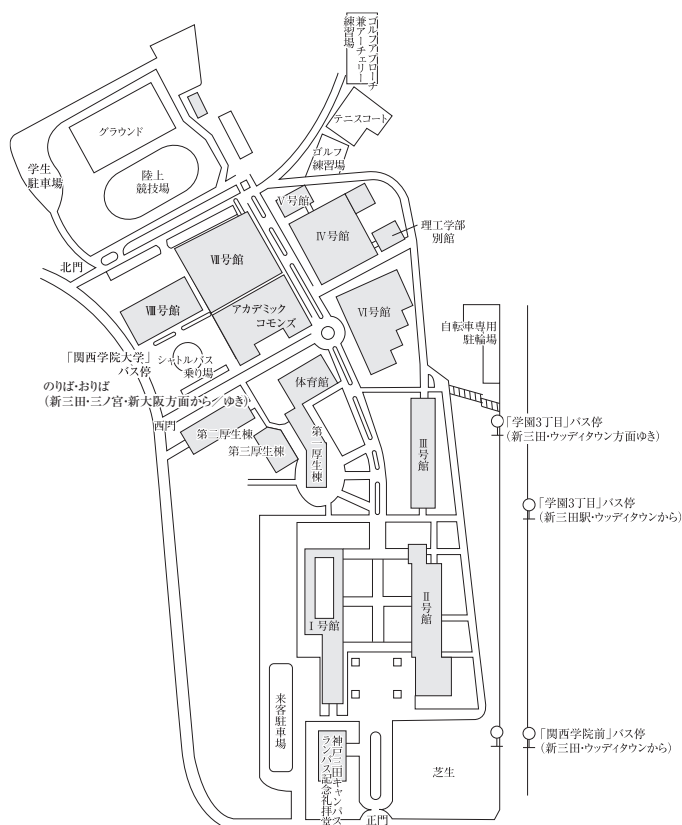 ゴルフアプローチ
兼アーチェリー
練習場
テニスコート
グラウンド
ゴルフ
練習場
学生
駐車場
陸上
競技場
Ⅴ号館
Ⅳ号館
理工学部
別館
Ⅶ号館
北門
アカデミック
コモンズ
Ⅷ号館
Ⅵ号館
自転車専用
駐輪場
「関西学院大学」
バス停
シャトルバス
乗り場
のりば・おりば
(新三田・三ノ宮・新大阪方面から/ゆき)
体育館
西門
第二厚生棟
第三厚生棟
第一厚生棟
Ⅲ号館
「学園3丁目」バス停
(新三田・ウッディタウン方面ゆき)
「学園3丁目」バス停
(新三田駅・ウッディタウンから)
Ⅰ号館
Ⅱ号館
来客駐車場
神戸三田キャンパス
ランバス記念礼拝堂
芝生
「関西学院前」バス停
(新三田・ウッディタウンから)
正門